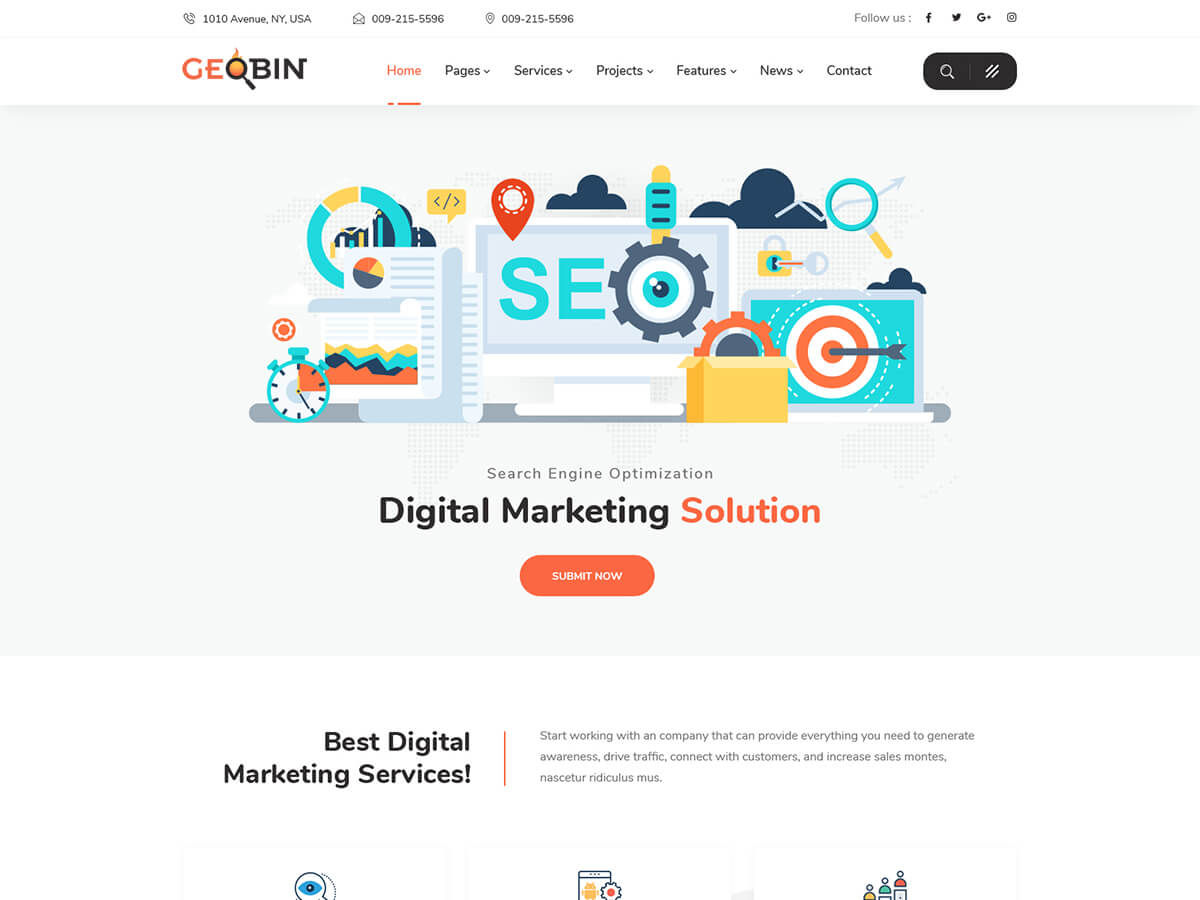 1010 Avenue, NY, USA
009-215-5596
009-215-5596
Follow us :
GEOBIN
Home
Pages
Services
Projects
Features
News
Contact
</>
SEO
Search Engine Optimization
Digital Marketing Solution
SUBMIT NOW
Best Digital
Marketing Services!
Start working with an company that can provide everything you need to generate
awareness, drive traffic, connect with customers, and increase sales montes,
nascetur ridiculus mus.